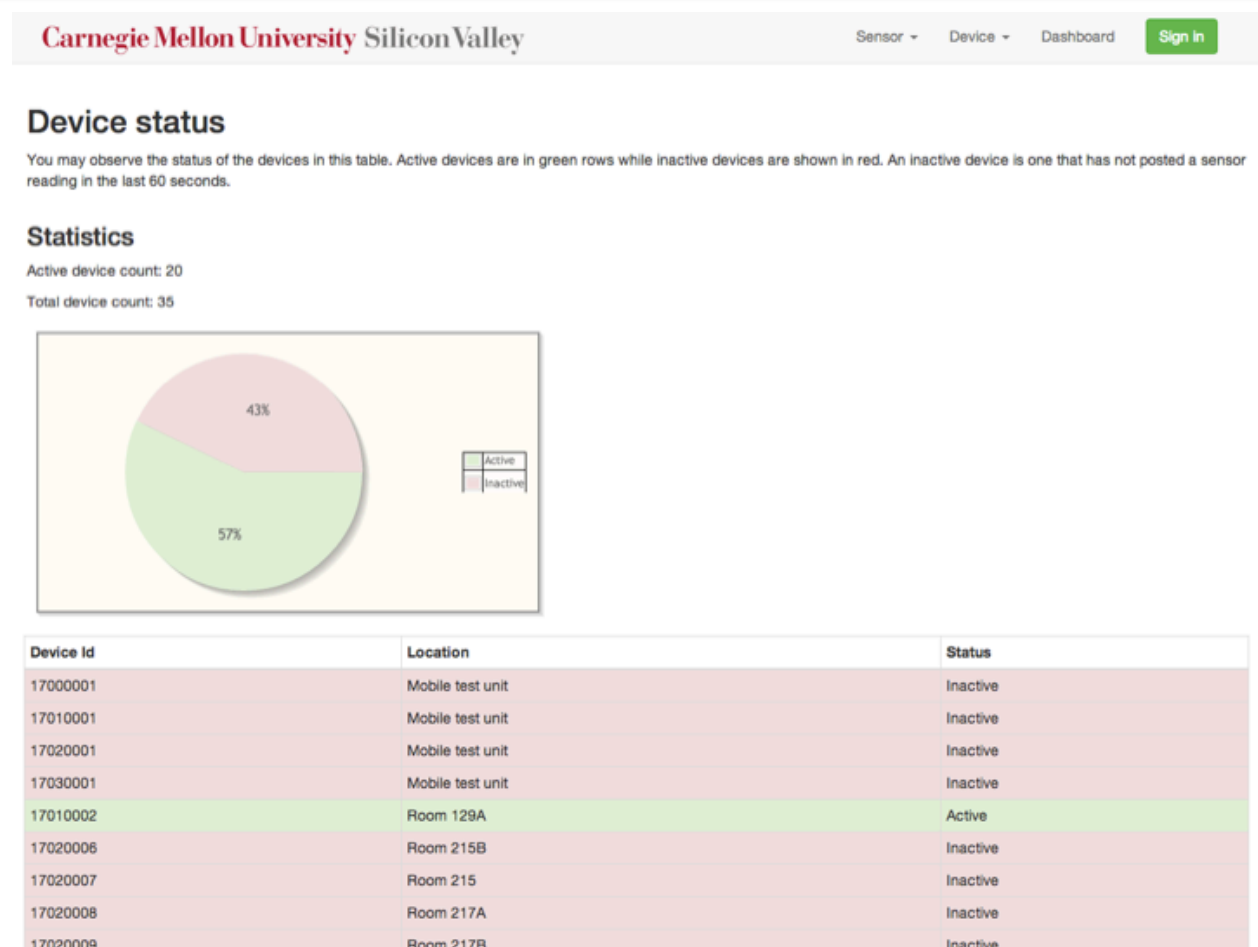 Carnegie Mellon University Silicon Valley Sensor Device Dashboard Sign in
Device status
You may observe the status of the devices in this table. Active devices are in green rows while inactive devices are shown in red. An inactive device is one that has not posted a sensor
reading in the last 60 seconds.
Statistics
Active device count: 20
Total device count: 35
43%
Active
Inactive
57%
Device Id Location Status
17000001 Mobile test unit Inactive
17010001 Mobile test unit Inactive
17020001 Mobile test unit Inactive
17030001 Mobile test unit Inactive
17010002 Room 129A Active
17020006 Room 215B Inactive
17020007 Room 215 Inactive
17020008 Room 217A Inactive
17020009 Room 217B Inactive